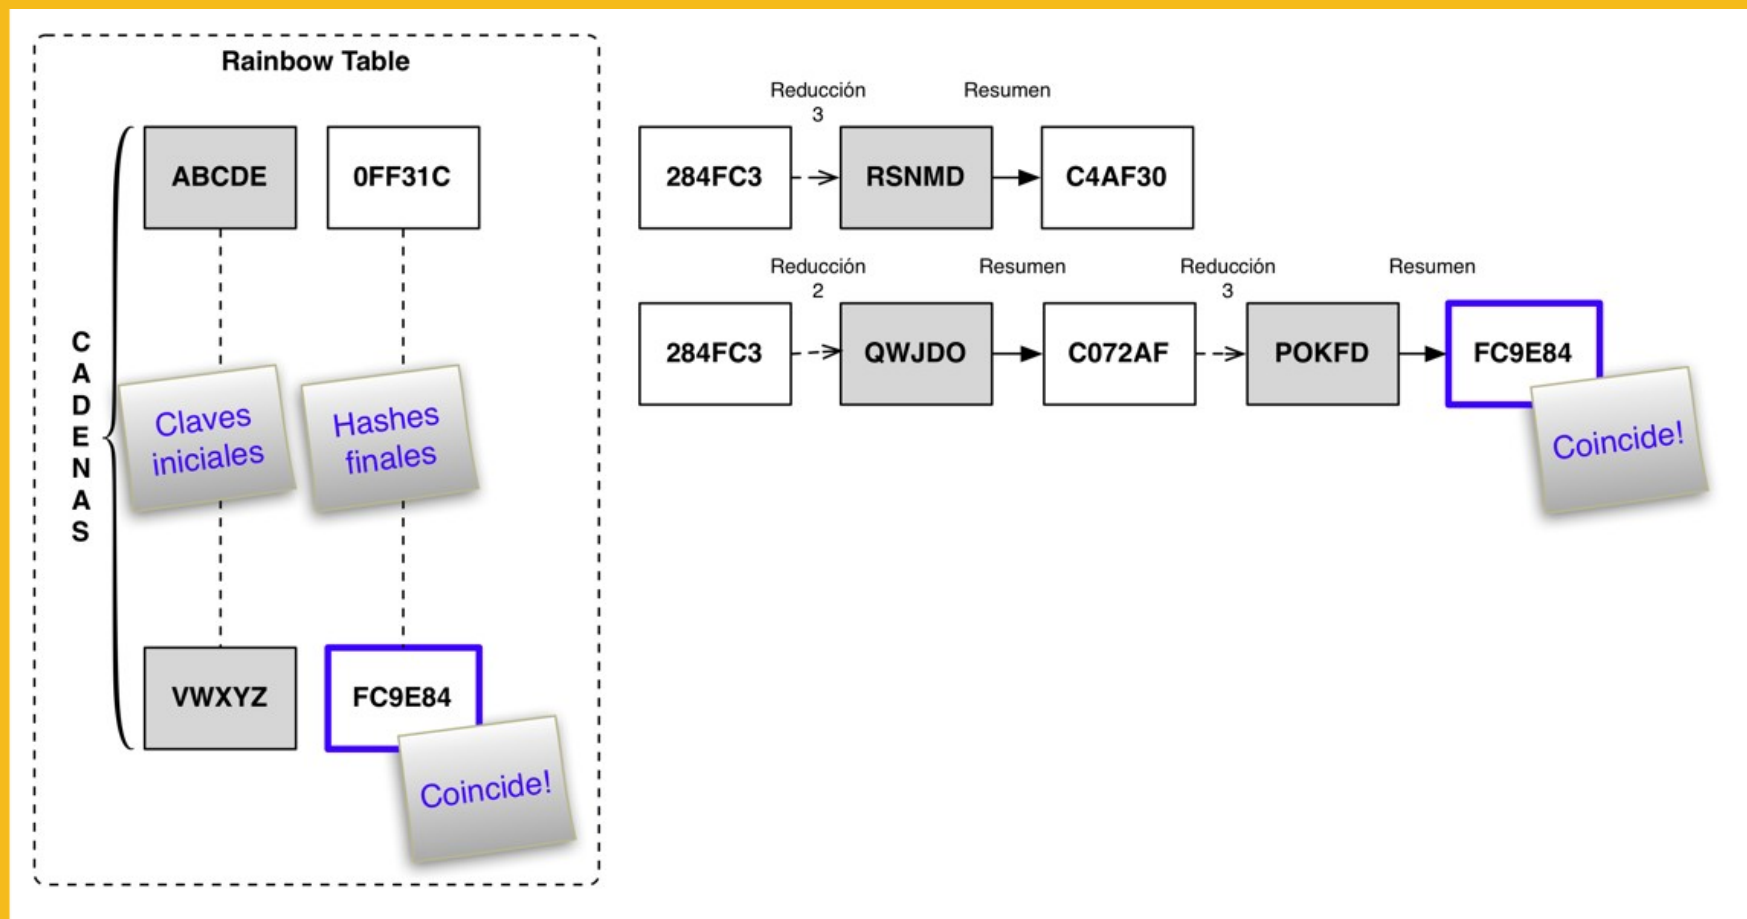 Rainbow Table
ABCDE
0FF31C
CADENAS
Claves
iniciales
Hashes
finales
VWXYZ
FC9E84
Coincide!
Reducción
3
Resumen
284FC3
RSNMD
C4AF30
Reducción
2
Resumen
Reducción
3
Resumen
284FC3
QWJDO
C072AF
POKFD
FC9E84
Coincide!